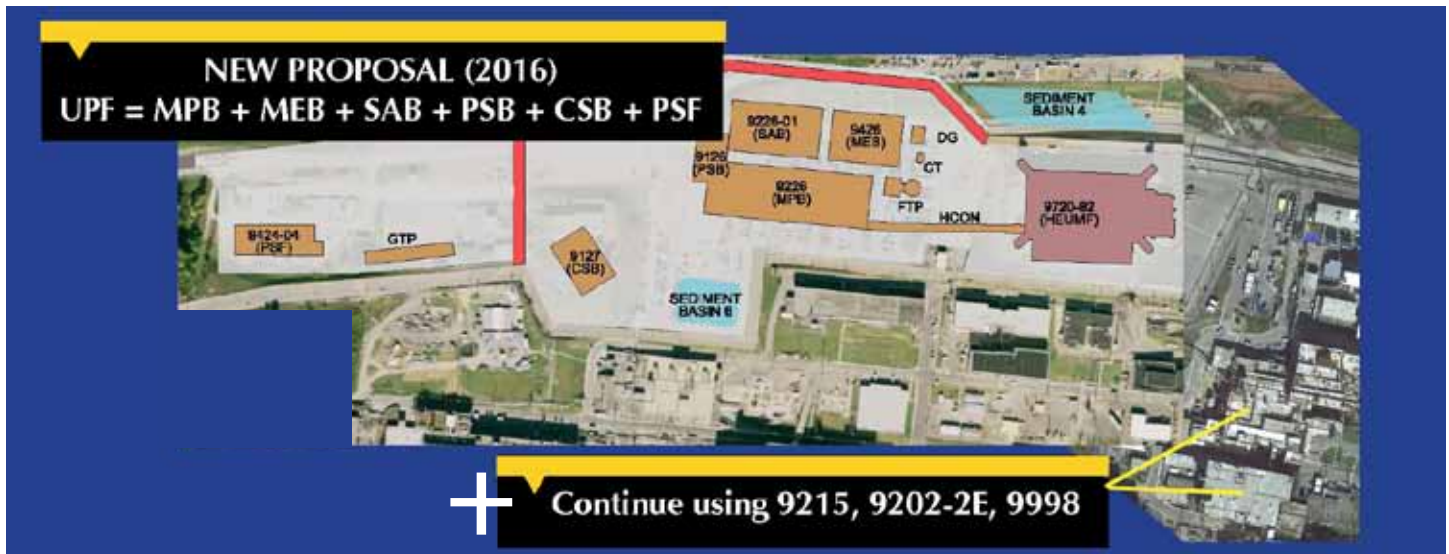 NEW PROPOSAL (2016)
UPF = MPB + MEB + SAB + PSB + CSB + PSF
SEDIMENT
BASIN 4
9226-01
(SAB)
9426
(MEB)
DG
CT
9126
(PSB)
9226
(MPB)
FTP
HCON
9720-82
(HEUMF)
9424-04
(PSF)
GTP
9127
(CSB)
SEDIMENT
BASIN 6
+
Continue using 9215, 9202-2E, 9998